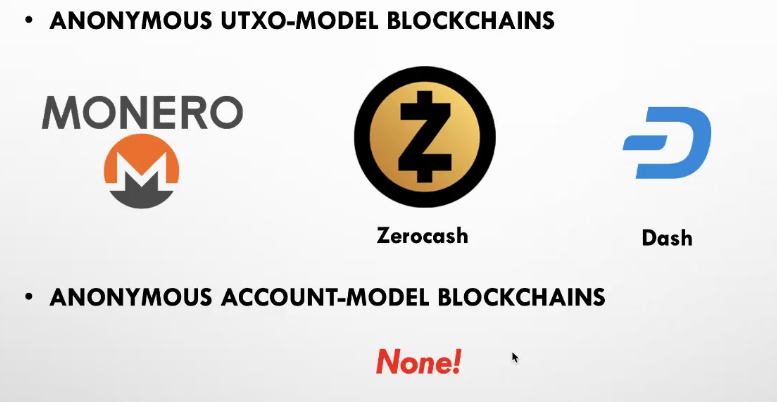 • ANONYMOUS UTXO-MODEL BLOCKCHAINS
MONERO
Zerocash
Dash
• ANONYMOUS ACCOUNT-MODEL BLOCKCHAINS
None!